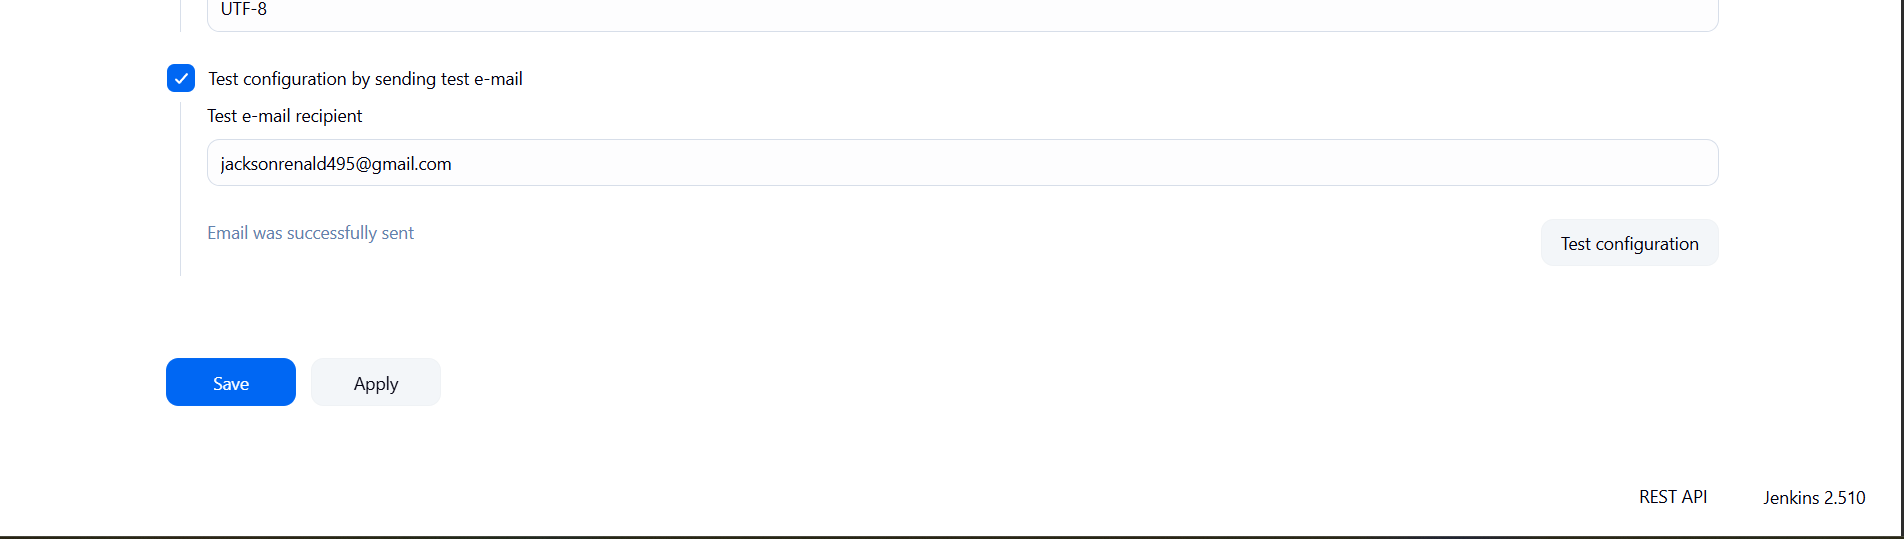 UTF-8
Test configuration by sending test e-mail
Test e-mail recipient
jacksonrenald495@gmail.com
Email was successfully sent
Test configuration
Save
Apply
REST API
Jenkins 2.510